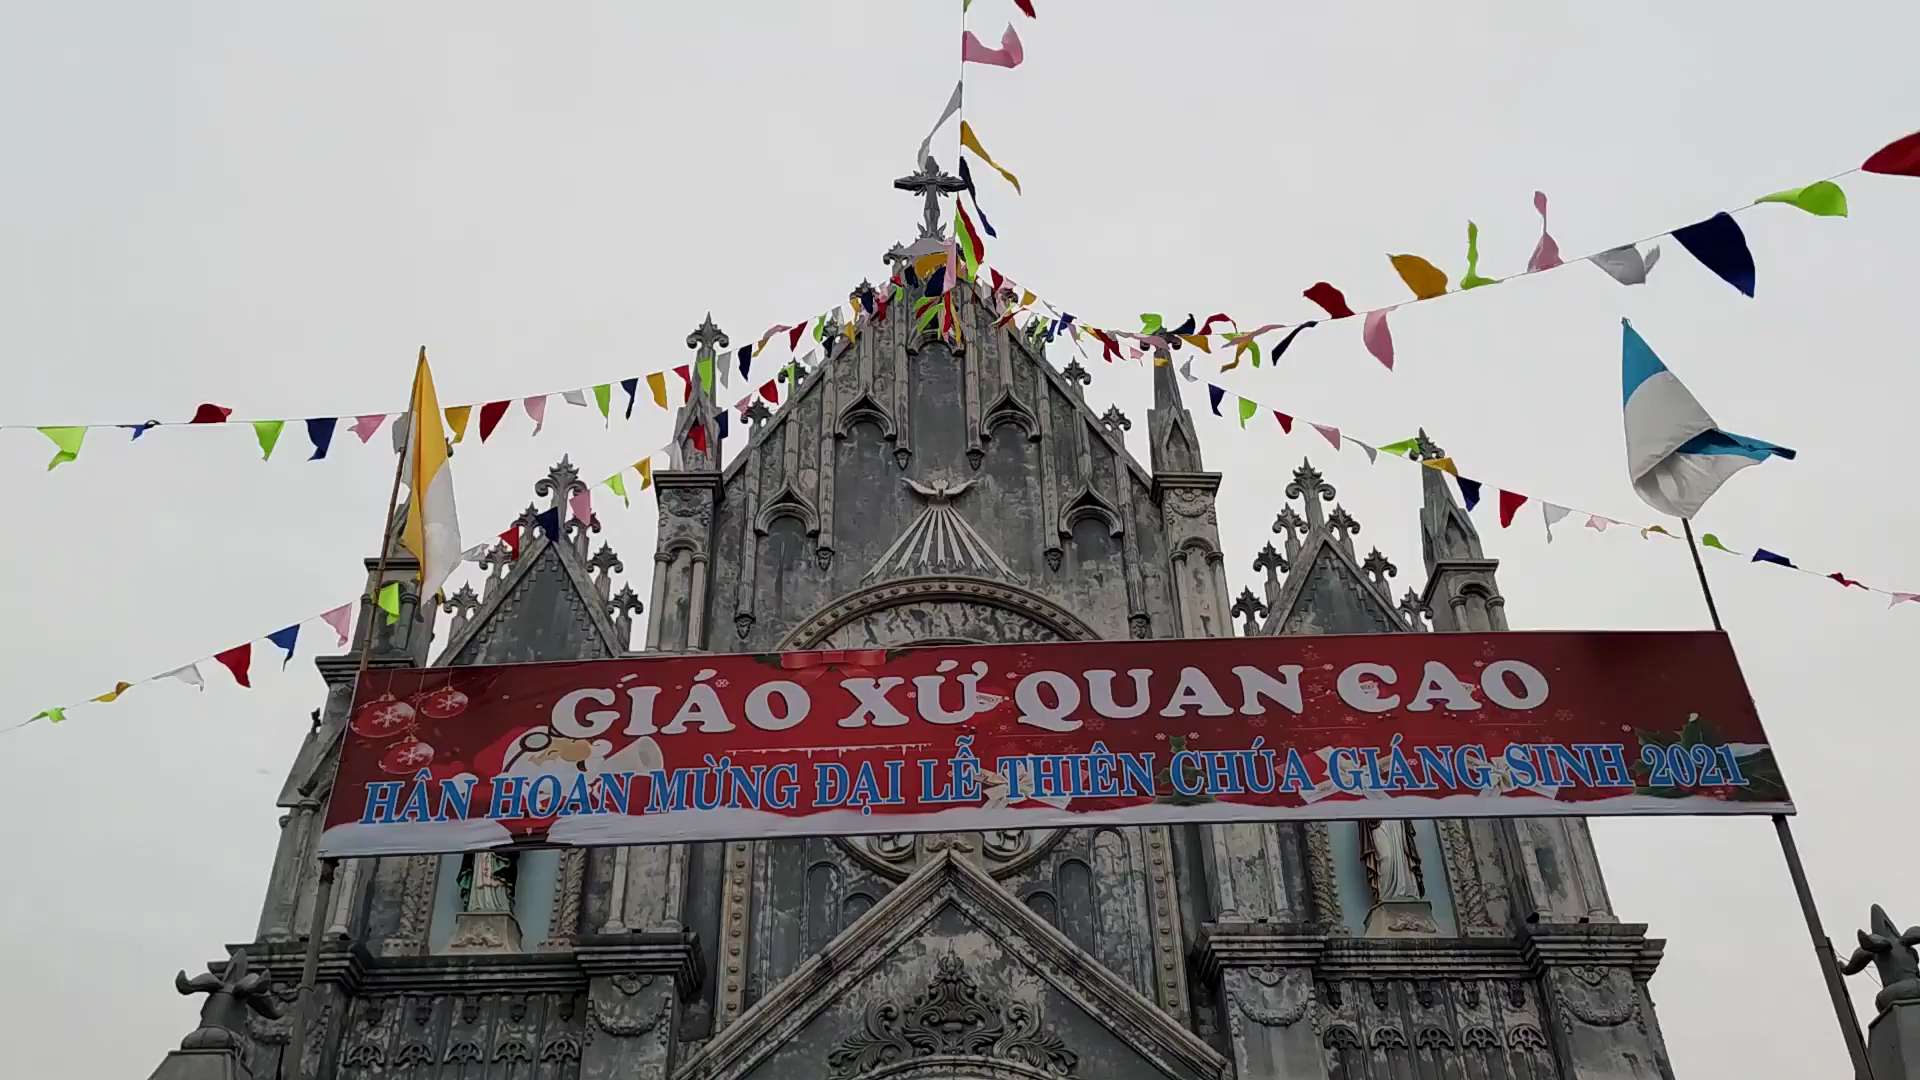 GIÁO XỨ QUAN CAO
HÂN HOAN MỪNG ĐẠI LỄ THIÊN CHÚA GIÁNG SINH 2021